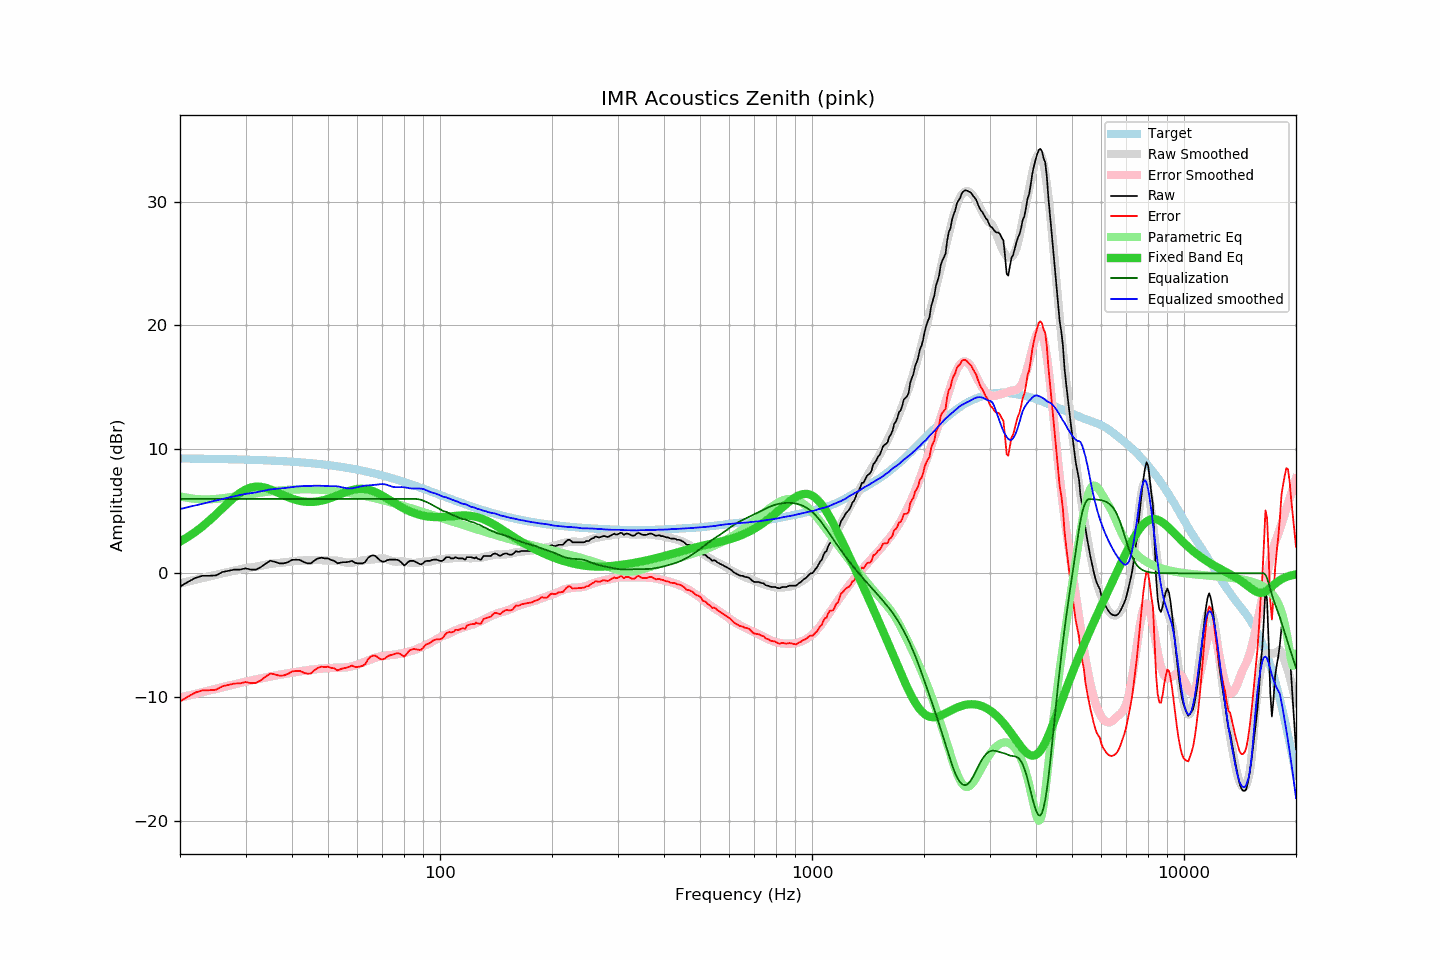 IMR Acoustics Zenith (pink)
Target
Raw Smoothed
Error Smoothed
Raw
Error
Parametric Eq
Fixed Band Eq
Equalization
Equalized smoothed
Amplitude (dBr)
30
20
10
0
−10
−20
100
1000
10000
Frequency (Hz)